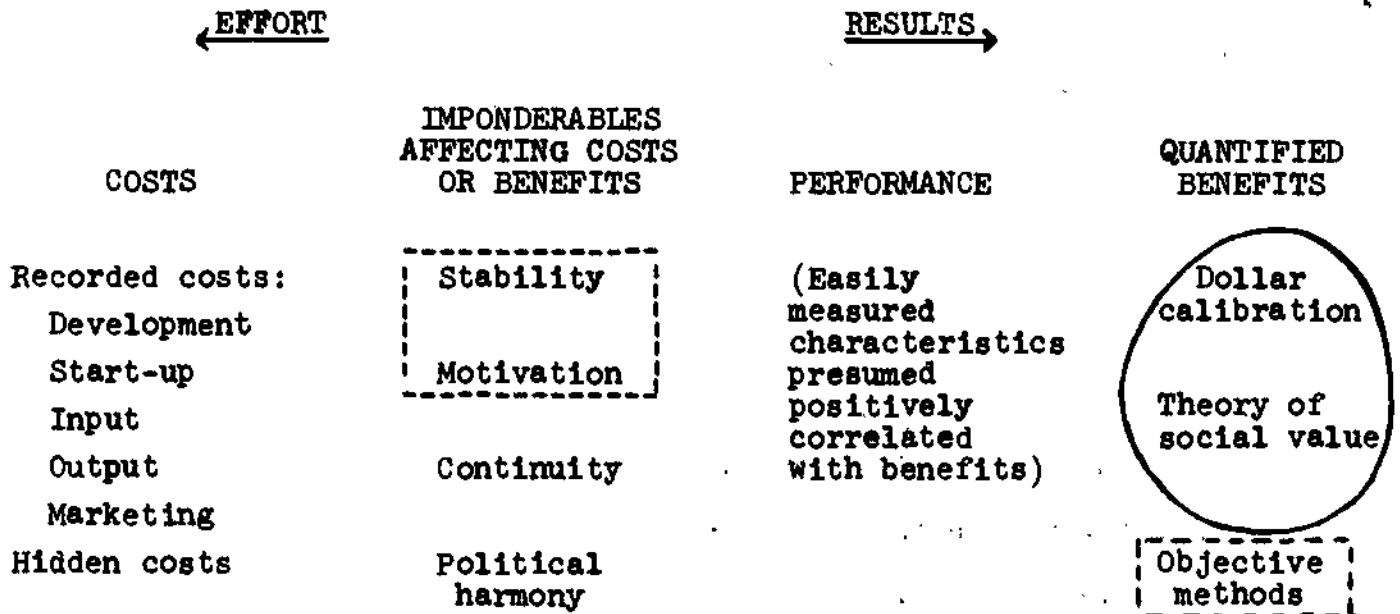 EFFORT
RESULTS
COSTS
IMPONDERABLES
AFFECTING COSTS
OR BENEFITS
PERFORMANCE
QUANTIFIED
BENEFITS
Recorded costs:
Development
Start-up
Input
Output
Marketing
Hidden costs
Stability
Motivation
Continuity
Political
harmony
(Easily
measured
characteristics
presumed
positively
correlated
with benefits)
Dollar
calibration
Theory of
social value
Objective
methods